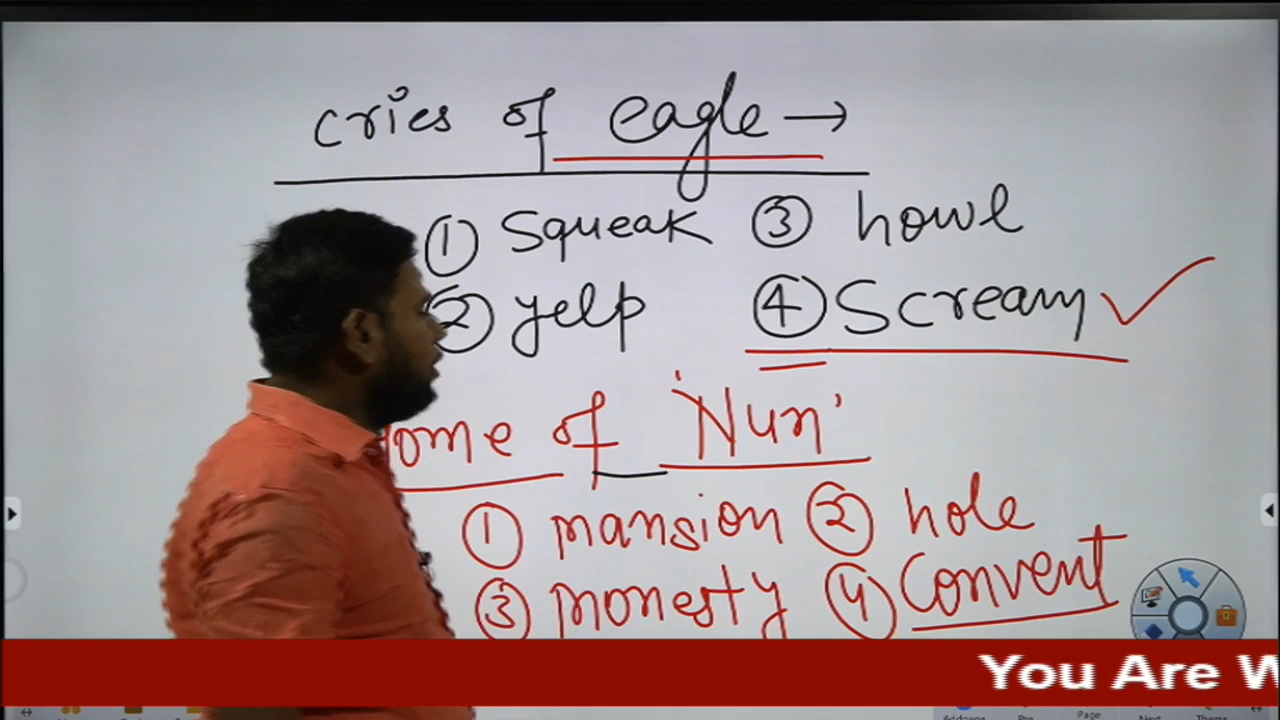 cries of eagle →
① Squeak ③ howl
② yelp ④ Scream ✓
ome of 'Nun'
① mansion ② hole
③ monesty ④ Convent
You Are W
Page